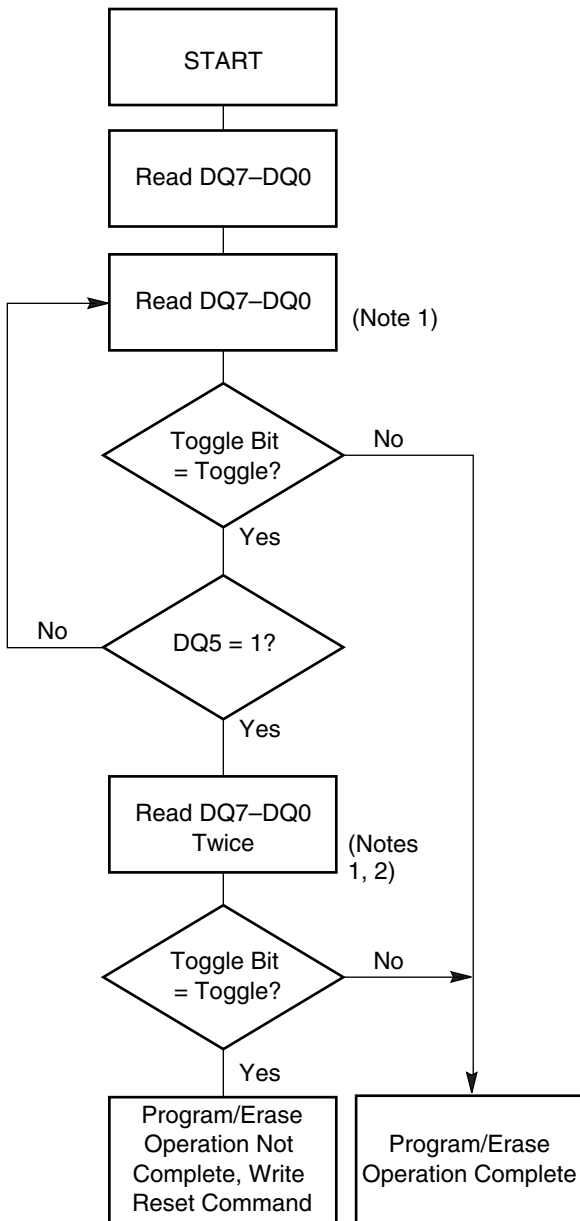 START
Read DQ7–DQ0
Read DQ7–DQ0
(Note 1)
Toggle Bit
= Toggle?
No
Yes
No
DQ5 = 1?
Yes
Read DQ7–DQ0
Twice
(Notes
1, 2)
Toggle Bit
= Toggle?
No
Yes
Program/Erase
Operation Not
Complete, Write
Reset Command
Program/Erase
Operation Complete